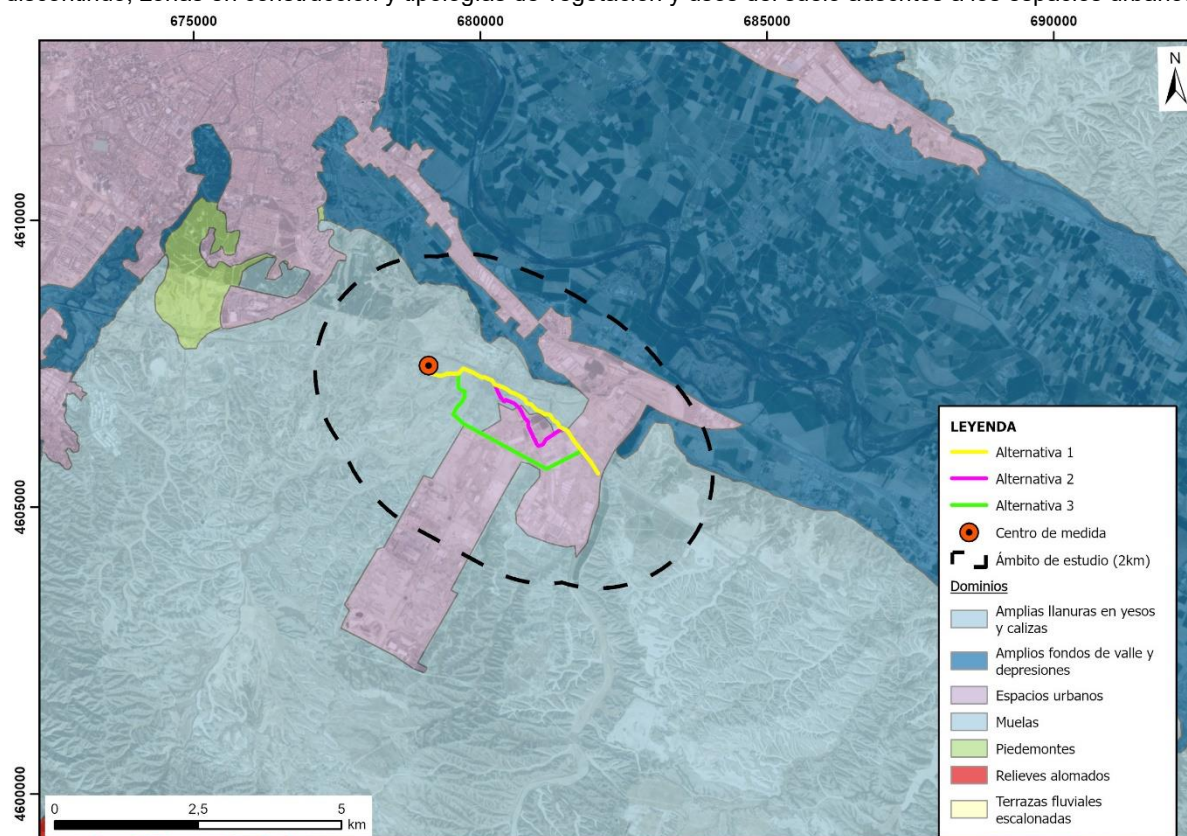 discontinuo, zonas en construcción y tipologías de vegetación y usos del suelo adscritos a los espacios urbanos
675000 680000 685000 690000
N
4610000
4605000
4600000
LEYENDA
Alternativa 1
Alternativa 2
Alternativa 3
Centro de medida
Ámbito de estudio (2km)
Dominios
Amplias llanuras en yesos
y calizas
Amplios fondos de valle y
depresiones
Espacios urbanos
Muelas
Piedemontes
Relieves alomados
Terrazas fluviales
escalonadas
0 2,5 5
km